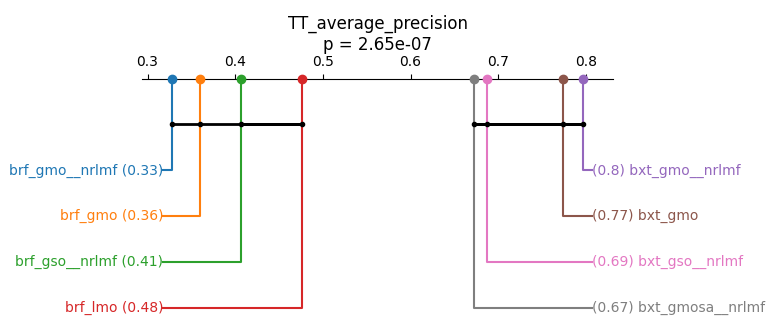 TT_average_precision
p = 2.65e-07
0.3 0.4 0.5 0.6 0.7 0.8
brf_gmo__nrlmf (0.33) (0.8) bxt_gmo__nrlmf
brf_gmo (0.36) (0.77) bxt_gmo
brf_gso__nrlmf (0.41) (0.69) bxt_gso__nrlmf
brf_lmo (0.48) (0.67) bxt_gmosa__nrlmf